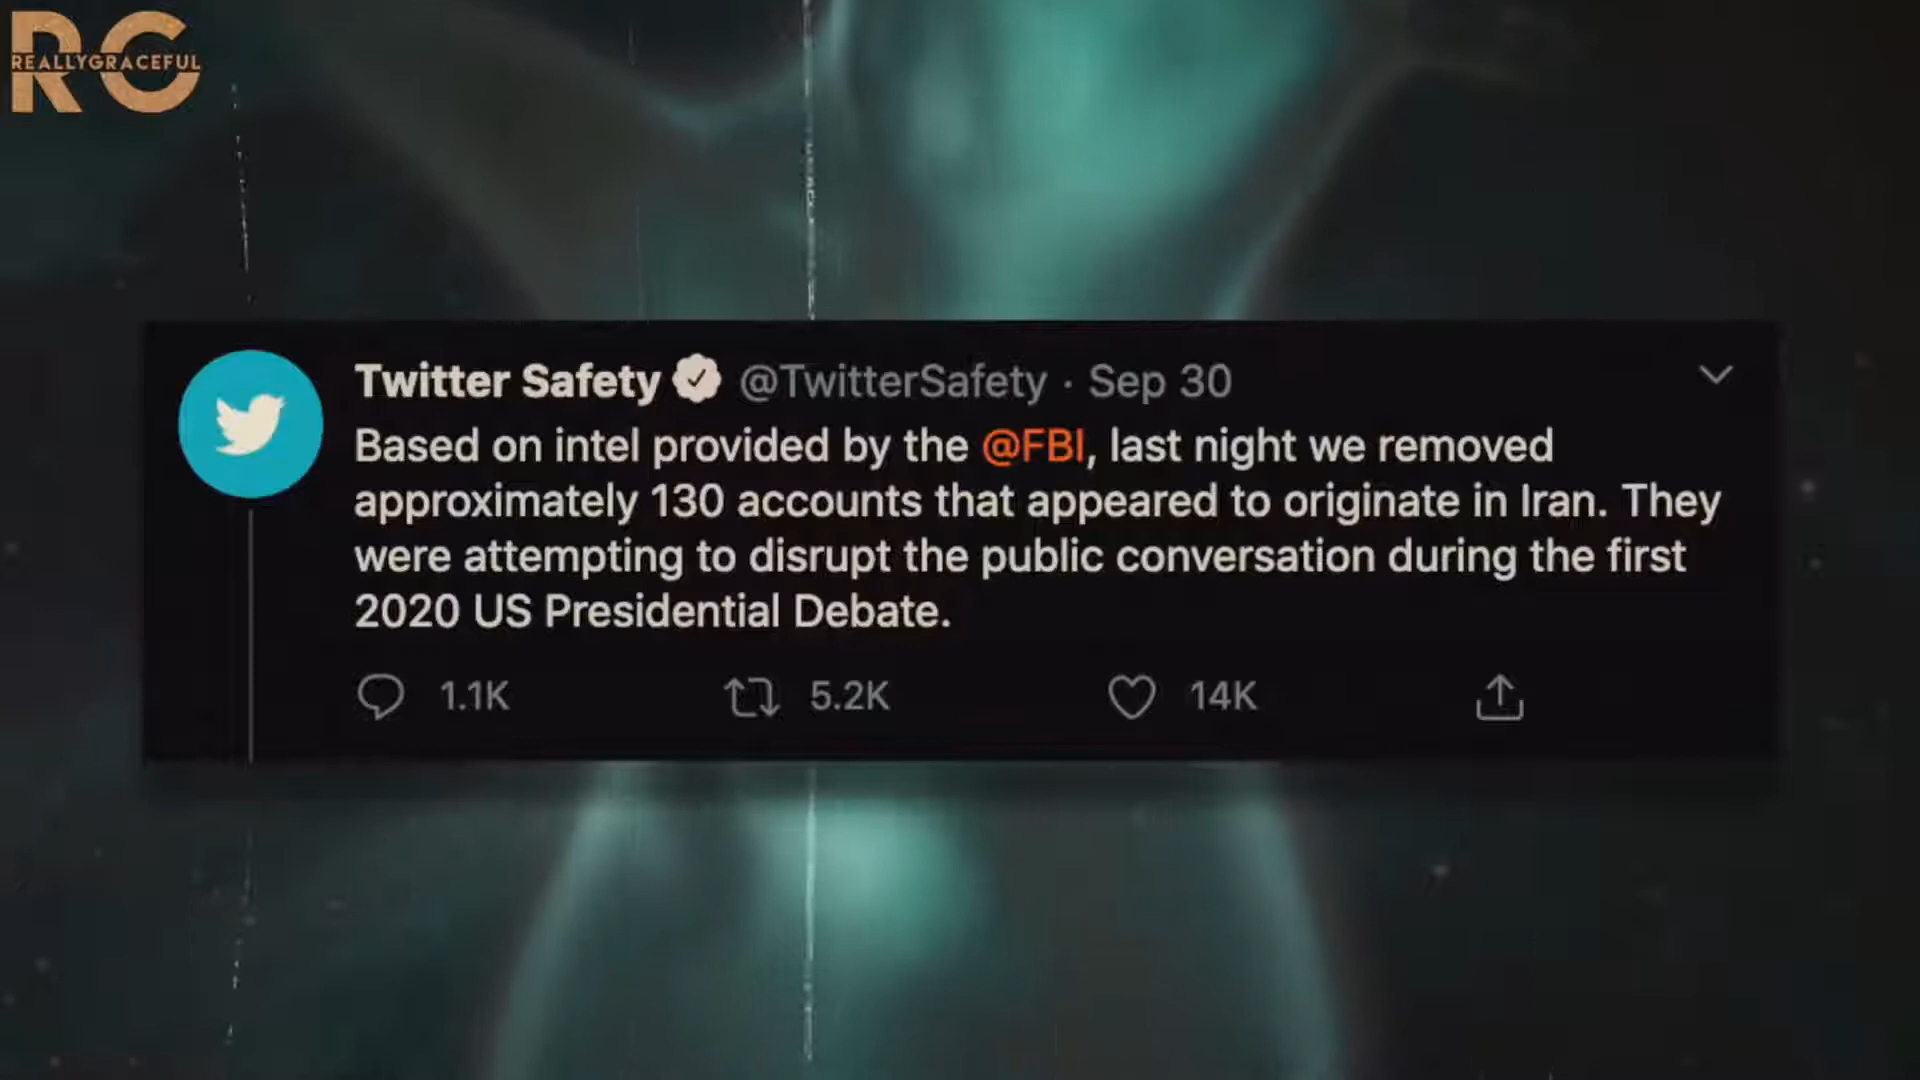 RG
REALLYGRACEFUL
Twitter Safety @TwitterSafety · Sep 30
Based on intel provided by the @FBI, last night we removed
approximately 130 accounts that appeared to originate in Iran. They
were attempting to disrupt the public conversation during the first
2020 US Presidential Debate.
1.1K 5.2K 14K